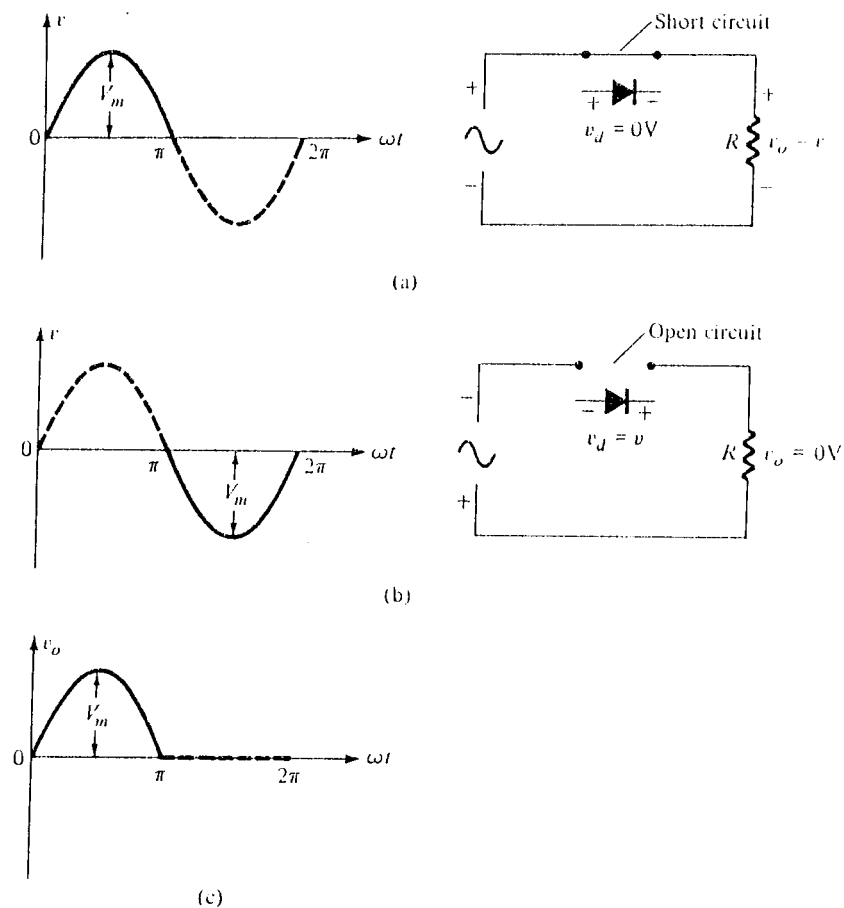 v
Short circuit
V_m
+ + − +
v_d = 0V
R
0 π 2π ωt
− −
(a)
v
Open circuit
− − +
v_d = v
0 π 2π ωt
R v_o = 0V
V_m
+
(b)
v_o
V_m
0 π 2π ωt
(c)